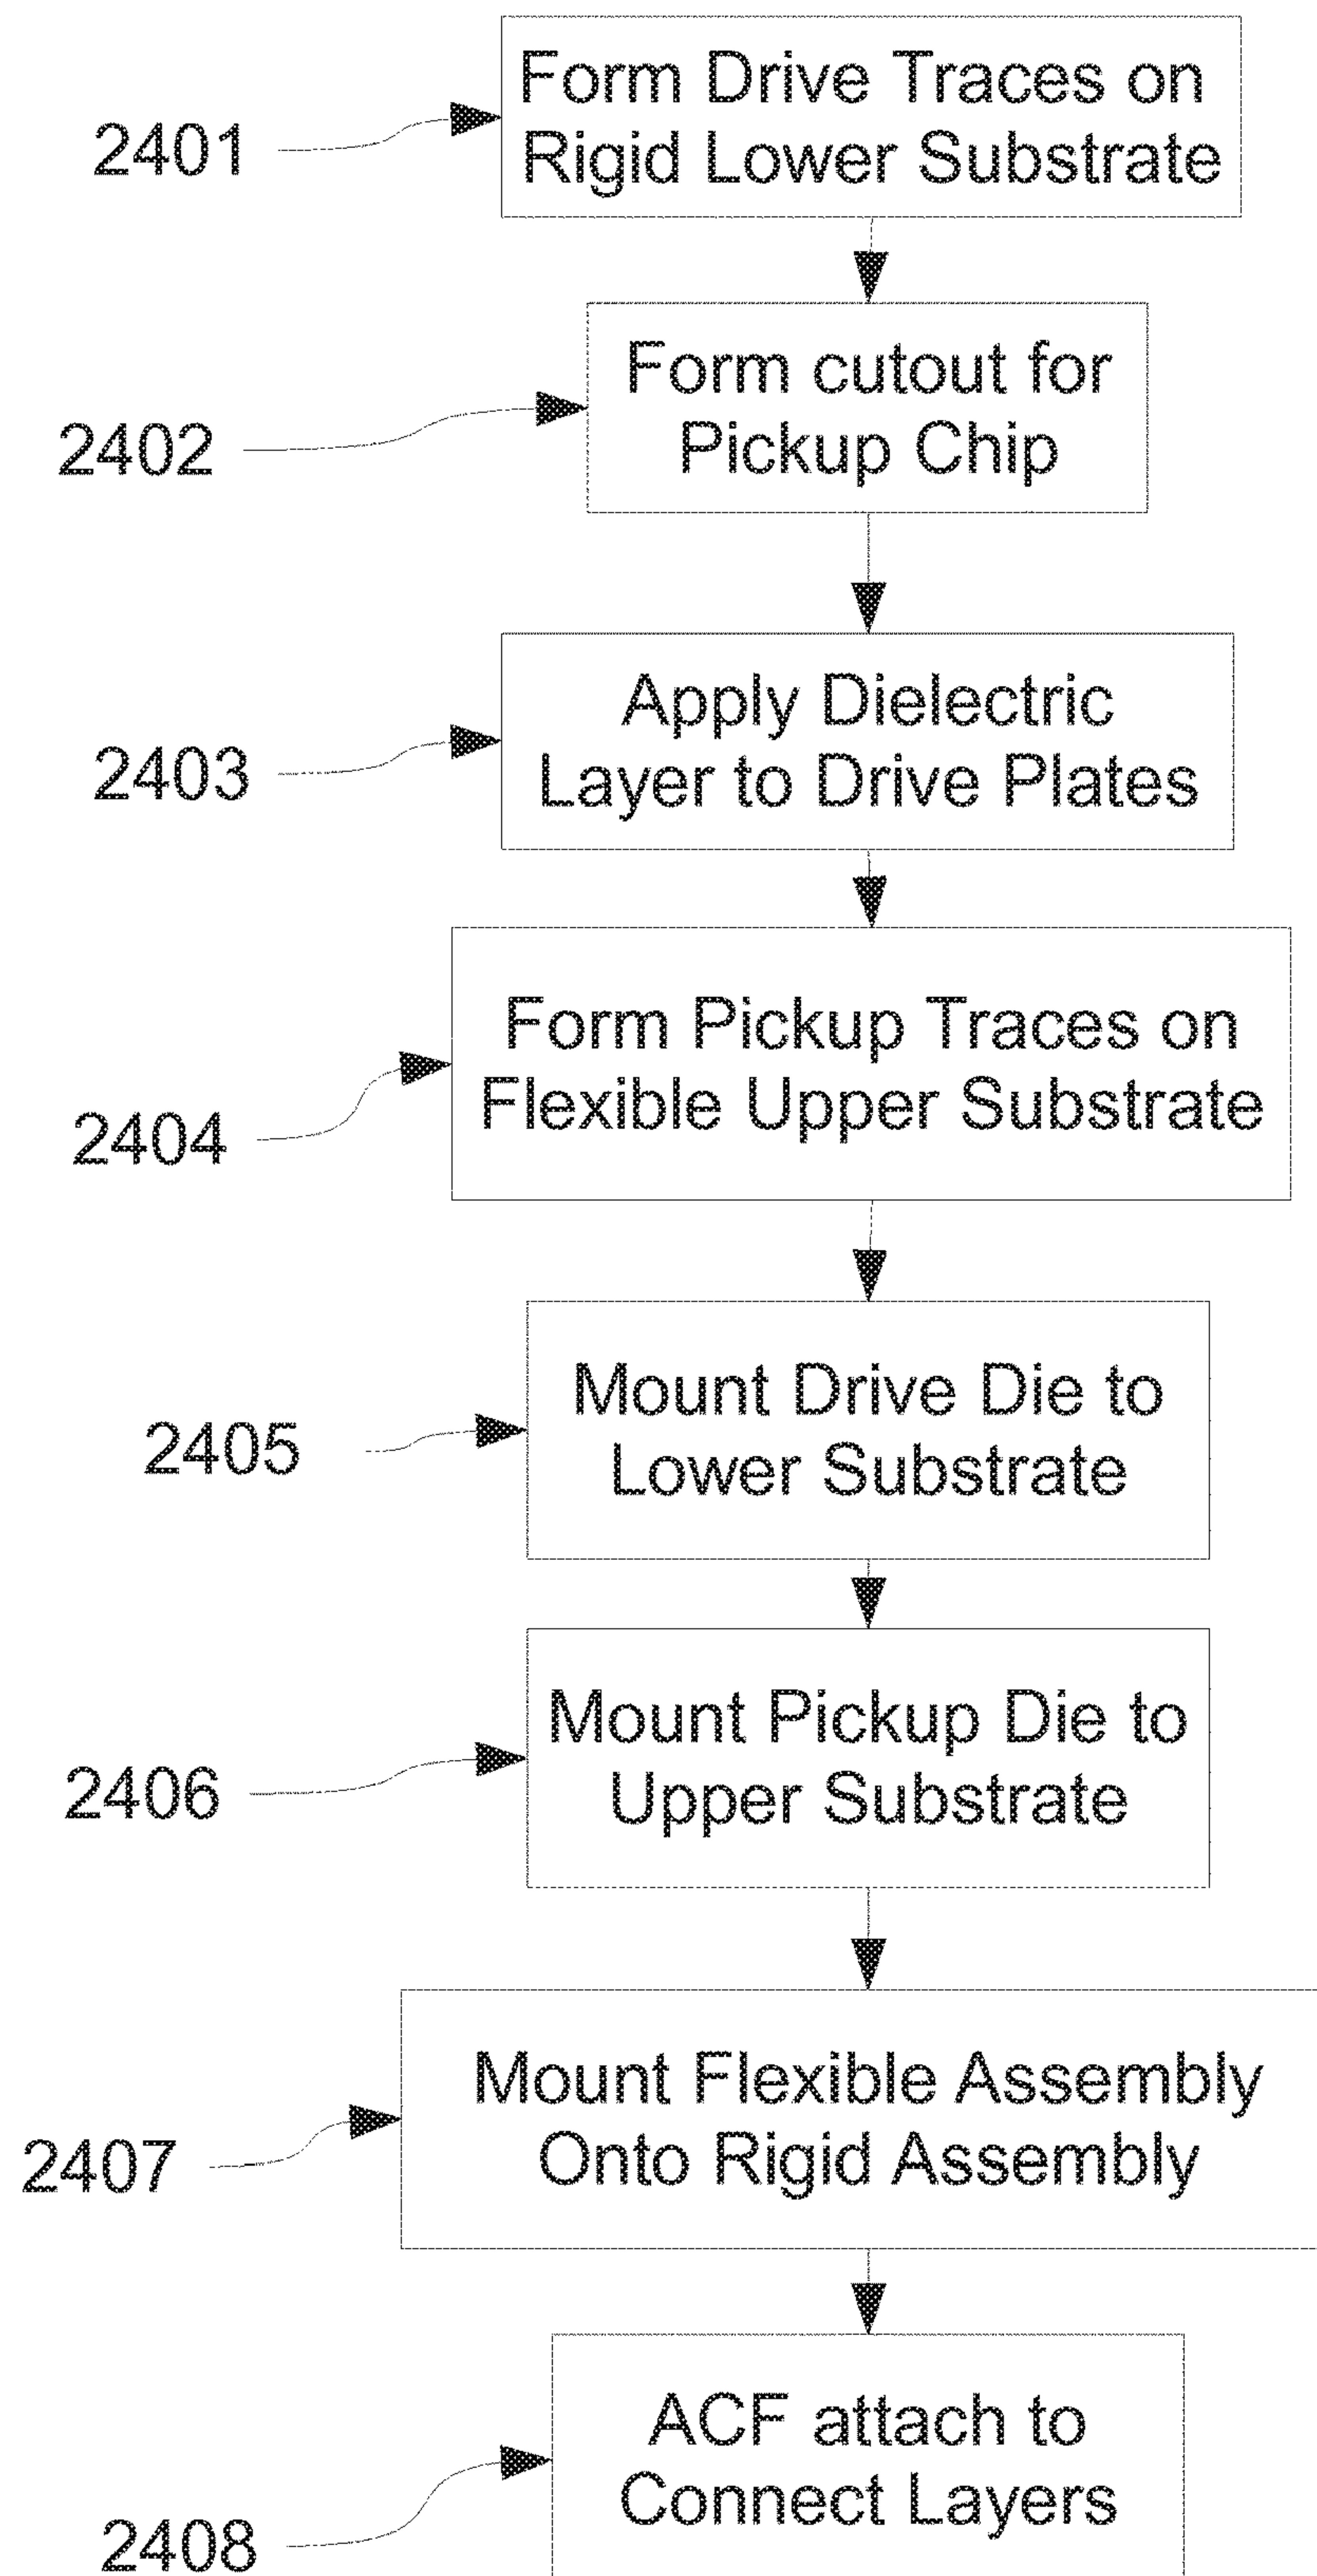 2401
Form Drive Traces on
Rigid Lower Substrate
2402
Form cutout for
Pickup Chip
2403
Apply Dielectric
Layer to Drive Plates
2404
Form Pickup Traces on
Flexible Upper Substrate
2405
Mount Drive Die to
Lower Substrate
2406
Mount Pickup Die to
Upper Substrate
2407
Mount Flexible Assembly
Onto Rigid Assembly
2408
ACF attach to
Connect Layers